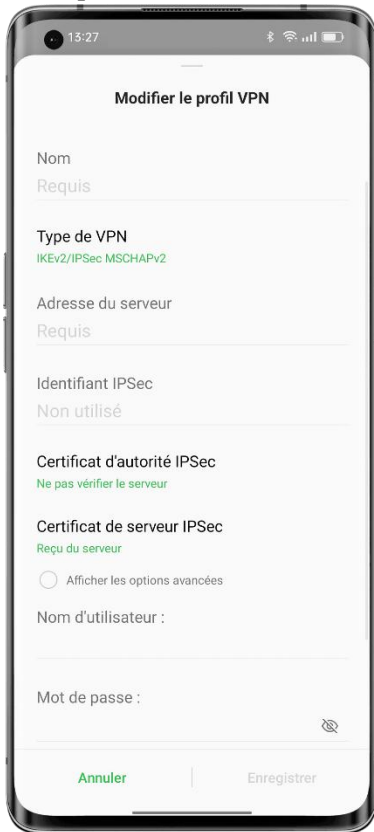 13:27
Modifier le profil VPN
Nom
Requis
Type de VPN
IKEv2/IPSec MSCHAPv2
Adresse du serveur
Requis
Identifiant IPSec
Non utilisé
Certificat d'autorité IPSec
Ne pas vérifier le serveur
Certificat de serveur IPSec
Reçu du serveur
Afficher les options avancées
Nom d'utilisateur :
Mot de passe :
Annuler
Enregistrer